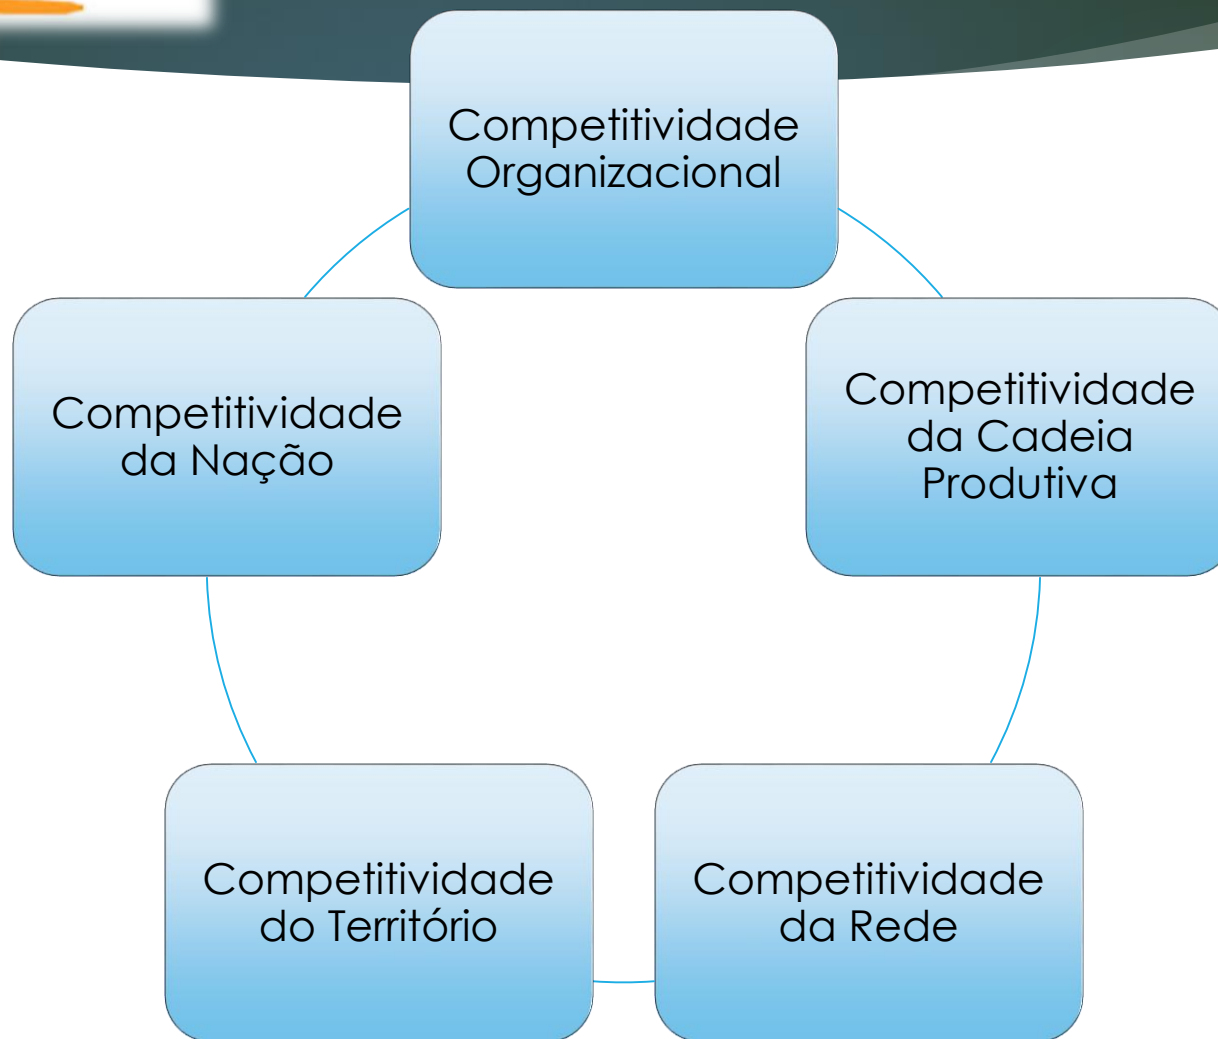 Competitividade
Organizacional
Competitividade
da Cadeia
Produtiva
Competitividade
da Rede
Competitividade
do Território
Competitividade
da Nação